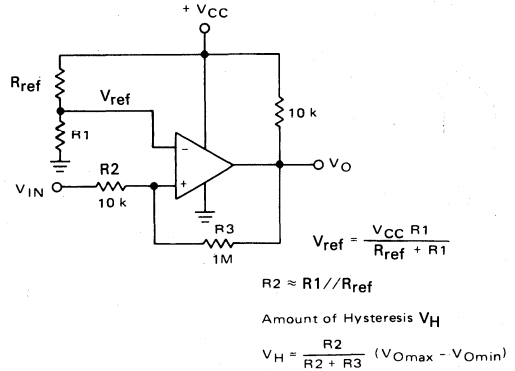 + VCC
Rref
Vref
10 k
R1
−
VO
R2
VIN
+
10 k
R3
1M
Vref = VCC R1 / Rref + R1
R2 ≈ R1//Rref
Amount of Hysteresis VH
VH = R2 / R2 + R3 (VOmax - VOmin)